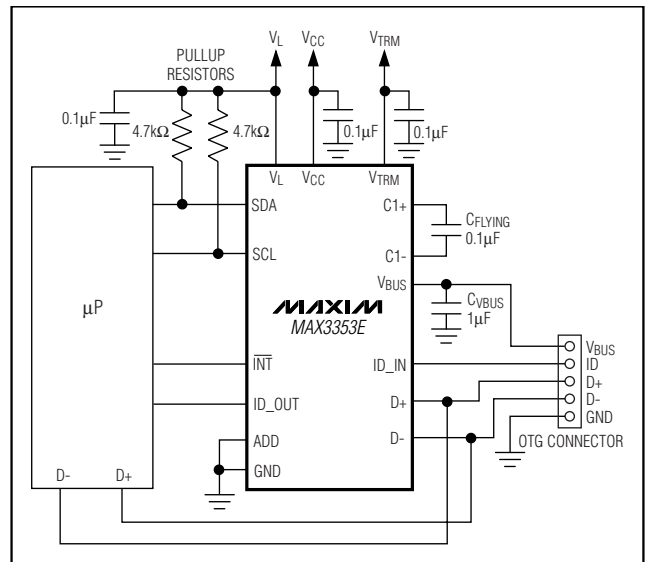 V_L V_CC V_TRM
PULLUP
RESISTORS
0.1µF 4.7kΩ 4.7kΩ 0.1µF 0.1µF
V_L V_CC V_TRM
SDA C1+
C_FLYING
0.1µF
SCL C1-
V_BUS
µP MAXIM
MAX3353E
C_VBUS
1µF
V_BUS
INT ID_IN ID
D+
ID_OUT D+ D-
ADD D- GND
GND OTG CONNECTOR
D- D+